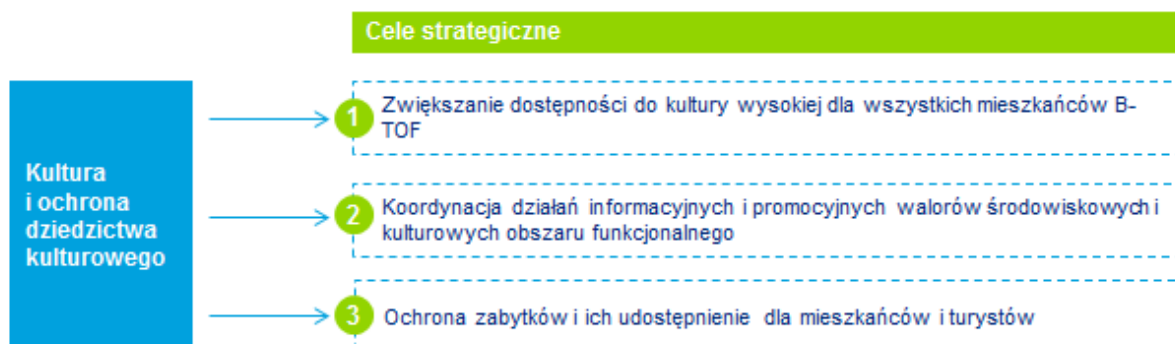 Cele strategiczne
Kultura
i ochrona
dziedzictwa
kulturowego
1
Zwiększanie dostępności do kultury wysokiej dla wszystkich mieszkańców B-
TOF
2
Koordynacja działań informacyjnych i promocyjnych walorów środowiskowych i
kulturowych obszaru funkcjonalnego
3
Ochrona zabytków i ich udostępnienie dla mieszkańców i turystów